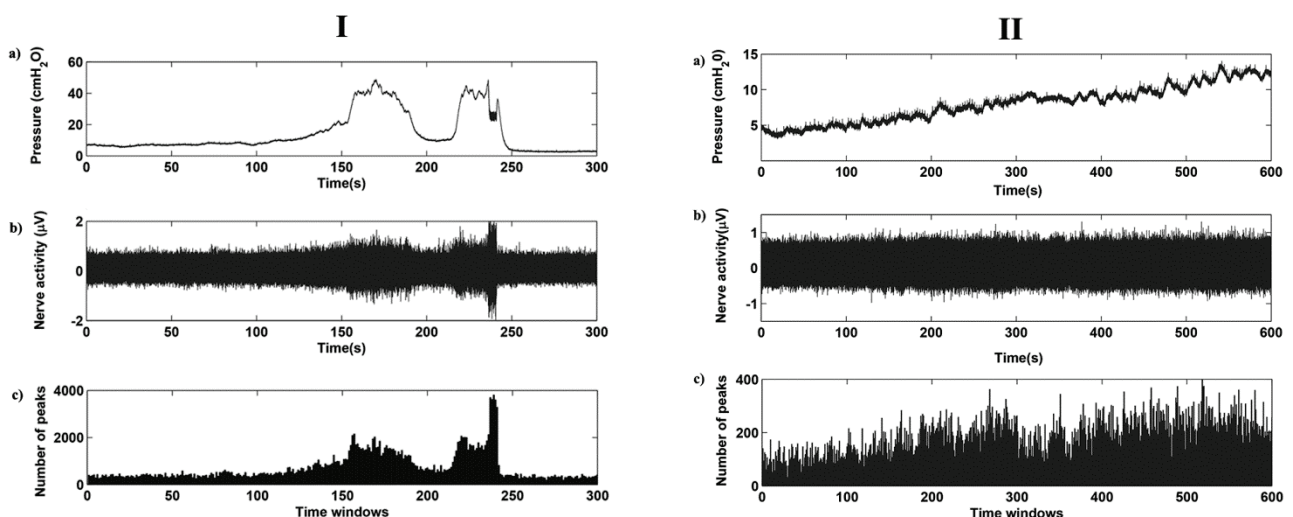 I
a)
Pressure (cmH2O)
60
40
20
0
0 50 100 150 200 250 300
Time(s)
b)
Nerve activity (μV)
2
0
-2
0 50 100 150 200 250 300
Time(s)
c)
Number of peaks
4000
2000
0
0 50 100 150 200 250 300
Time windows
II
a)
Pressure (cmH20)
15
10
5
0 100 200 300 400 500 600
Time(s)
b)
Nerve activity(μV)
1
0
-1
0 100 200 300 400 500 600
Time(s)
c)
Number of peaks
400
200
0
0 100 200 300 400 500 600
Time windows